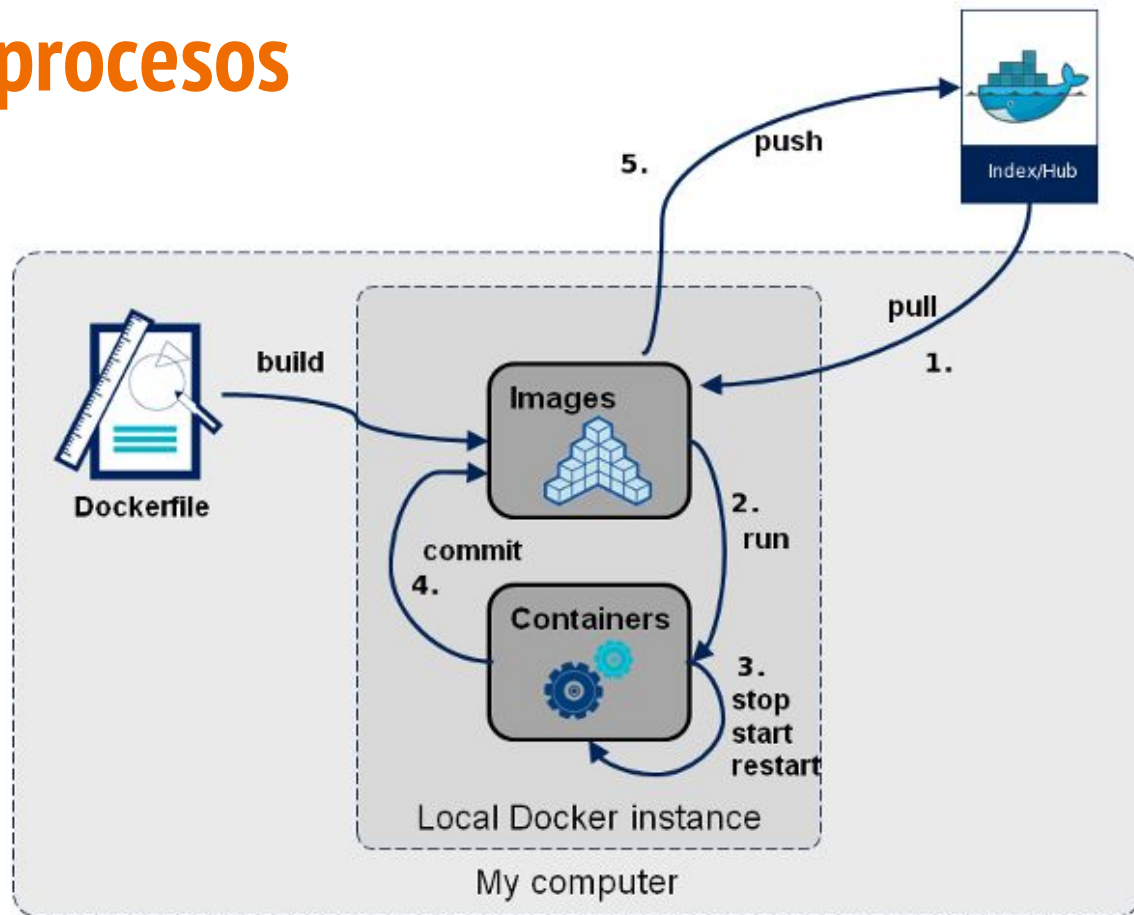 procesos
Index/Hub
5.
push
pull
1.
build
Images
Dockerfile
2.
run
commit
4.
Containers
3.
stop
start
restart
Local Docker instance
My computer